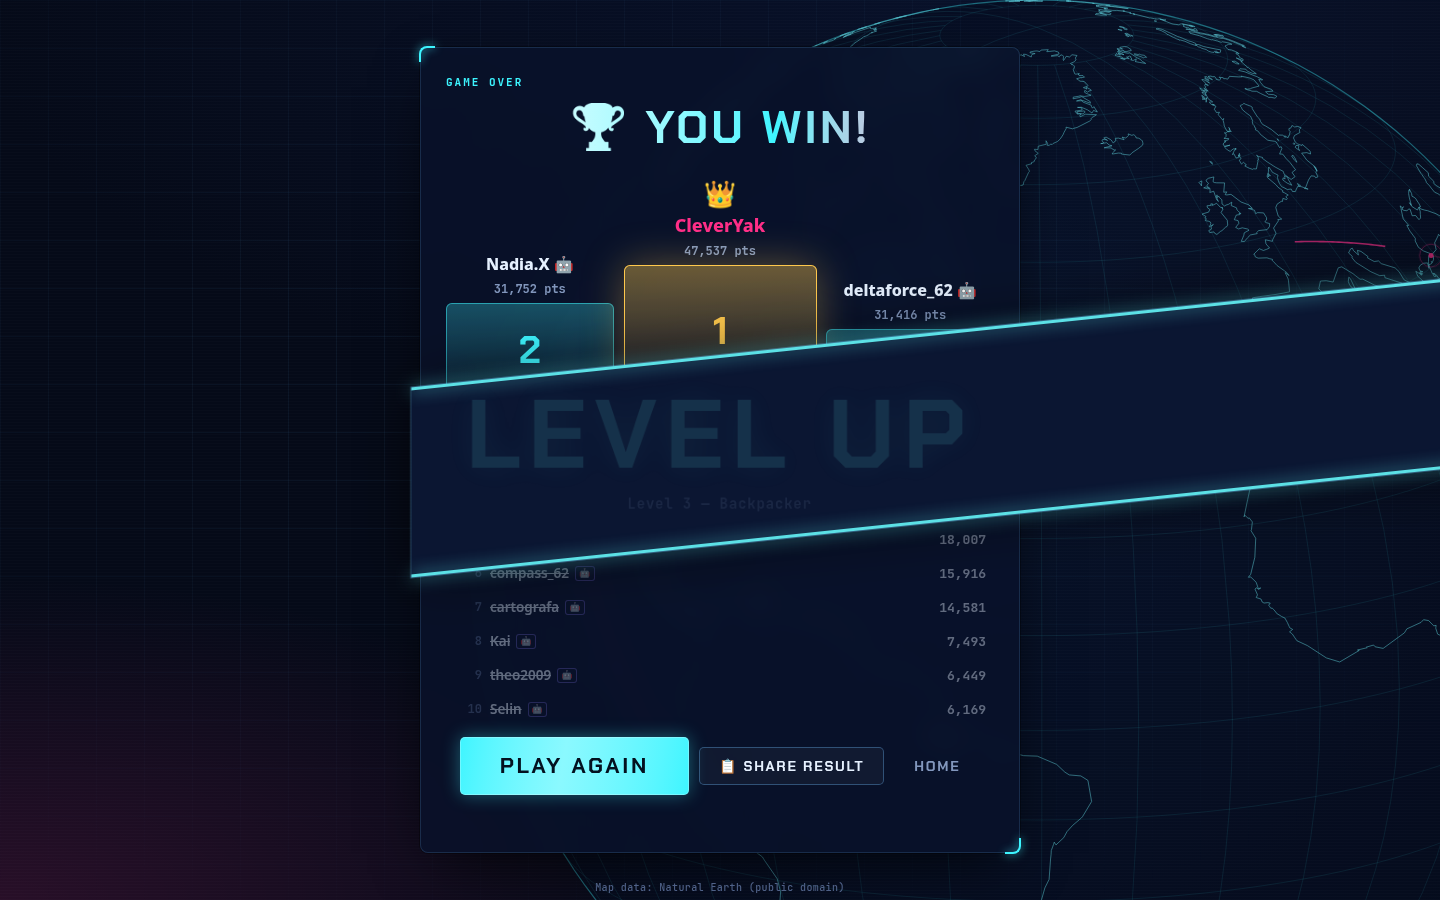 GAME OVER
🏆 YOU WIN!
👑
CleverYak
47,537 pts
Nadia.X 🤖
31,752 pts
deltaforce_62 🤖
31,416 pts
1
2
LEVEL UP
Level 3 — Backpacker
18,007
6 compass_62 🤖 15,916
7 cartografa 🤖 14,581
8 Kai 🤖 7,493
9 theo2009 🤖 6,449
10 Selin 🤖 6,169
PLAY AGAIN
📋 SHARE RESULT
HOME
Map data: Natural Earth (public domain)